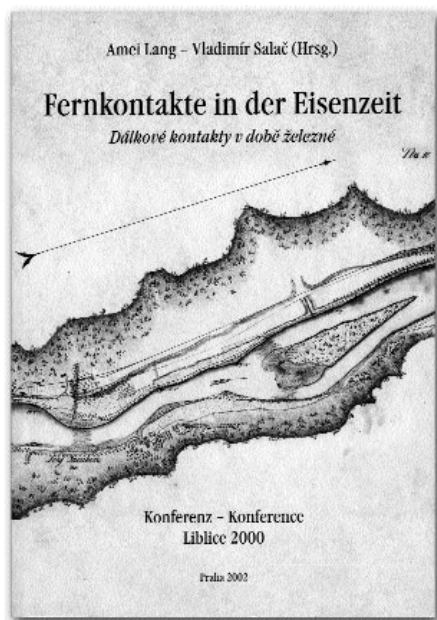 Amei Lang – Vladimír Salač (Hrsg.)
Fernkontakte in der Eisenzeit
Dálkové kontakty v době železné
Konferenz – Konference
Liblice 2000
Praha 2002